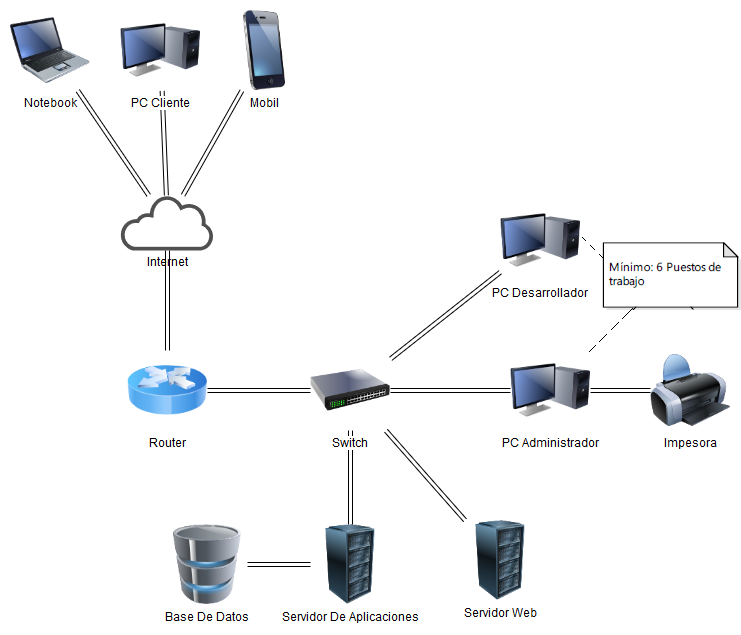 Notebook
PC Cliente
Mobil
Internet
PC Desarrollador
Mínimo: 6 Puestos de
trabajo
Router
Switch
PC Administrador
Impesora
Base De Datos
Servidor De Aplicaciones
Servidor Web